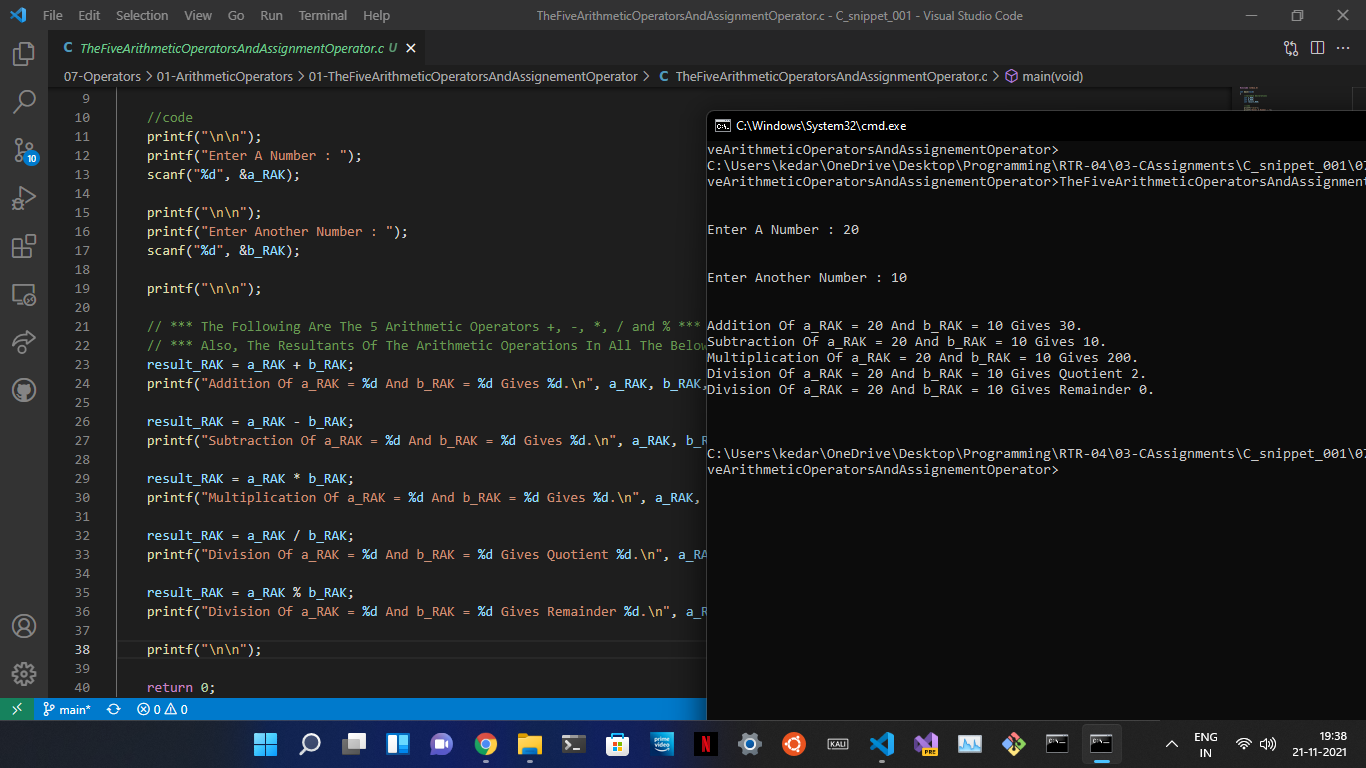 File Edit Selection View Go Run Terminal Help
TheFiveArithmeticOperatorsAndAssignmentOperator.c - C_snippet_001 - Visual Studio Code
C TheFiveArithmeticOperatorsAndAssignmentOperator.c U
07-Operators > 01-ArithmeticOperators > 01-TheFiveArithmeticOperatorsAndAssignementOperator > C TheFiveArithmeticOperatorsAndAssignmentOperator.c > main(void)
9
10 //code
11 printf("\n\n");
12 printf("Enter A Number : ");
13 scanf("%d", &a_RAK);
14
15 printf("\n\n");
16 printf("Enter Another Number : ");
17 scanf("%d", &b_RAK);
18
19 printf("\n\n");
20
21 // *** The Following Are The 5 Arithmetic Operators +, -, *, / and % ***
22 // *** Also, The Resultants Of The Arithmetic Operations In All The Below
23 result_RAK = a_RAK + b_RAK;
24 printf("Addition Of a_RAK = %d And b_RAK = %d Gives %d.\n", a_RAK, b_RAK,
25
26 result_RAK = a_RAK - b_RAK;
27 printf("Subtraction Of a_RAK = %d And b_RAK = %d Gives %d.\n", a_RAK, b_R
28
29 result_RAK = a_RAK * b_RAK;
30 printf("Multiplication Of a_RAK = %d And b_RAK = %d Gives %d.\n", a_RAK,
31
32 result_RAK = a_RAK / b_RAK;
33 printf("Division Of a_RAK = %d And b_RAK = %d Gives Quotient %d.\n", a_RA
34
35 result_RAK = a_RAK % b_RAK;
36 printf("Division Of a_RAK = %d And b_RAK = %d Gives Remainder %d.\n", a_R
37
38 printf("\n\n");
39
40 return 0;
C:\Windows\System32\cmd.exe
veArithmeticOperatorsAndAssignementOperator>
C:\Users\kedar\OneDrive\Desktop\Programming\RTR-04\03-CAssignments\C_snippet_001\07
veArithmeticOperatorsAndAssignementOperator>TheFiveArithmeticOperatorsAndAssignment
Enter A Number : 20
Enter Another Number : 10
Addition Of a_RAK = 20 And b_RAK = 10 Gives 30.
Subtraction Of a_RAK = 20 And b_RAK = 10 Gives 10.
Multiplication Of a_RAK = 20 And b_RAK = 10 Gives 200.
Division Of a_RAK = 20 And b_RAK = 10 Gives Quotient 2.
Division Of a_RAK = 20 And b_RAK = 10 Gives Remainder 0.
C:\Users\kedar\OneDrive\Desktop\Programming\RTR-04\03-CAssignments\C_snippet_001\07
veArithmeticOperatorsAndAssignementOperator>
10
main* 0 0
prime video
N
KALI
PRE
ENG
IN
19:38
21-11-2021